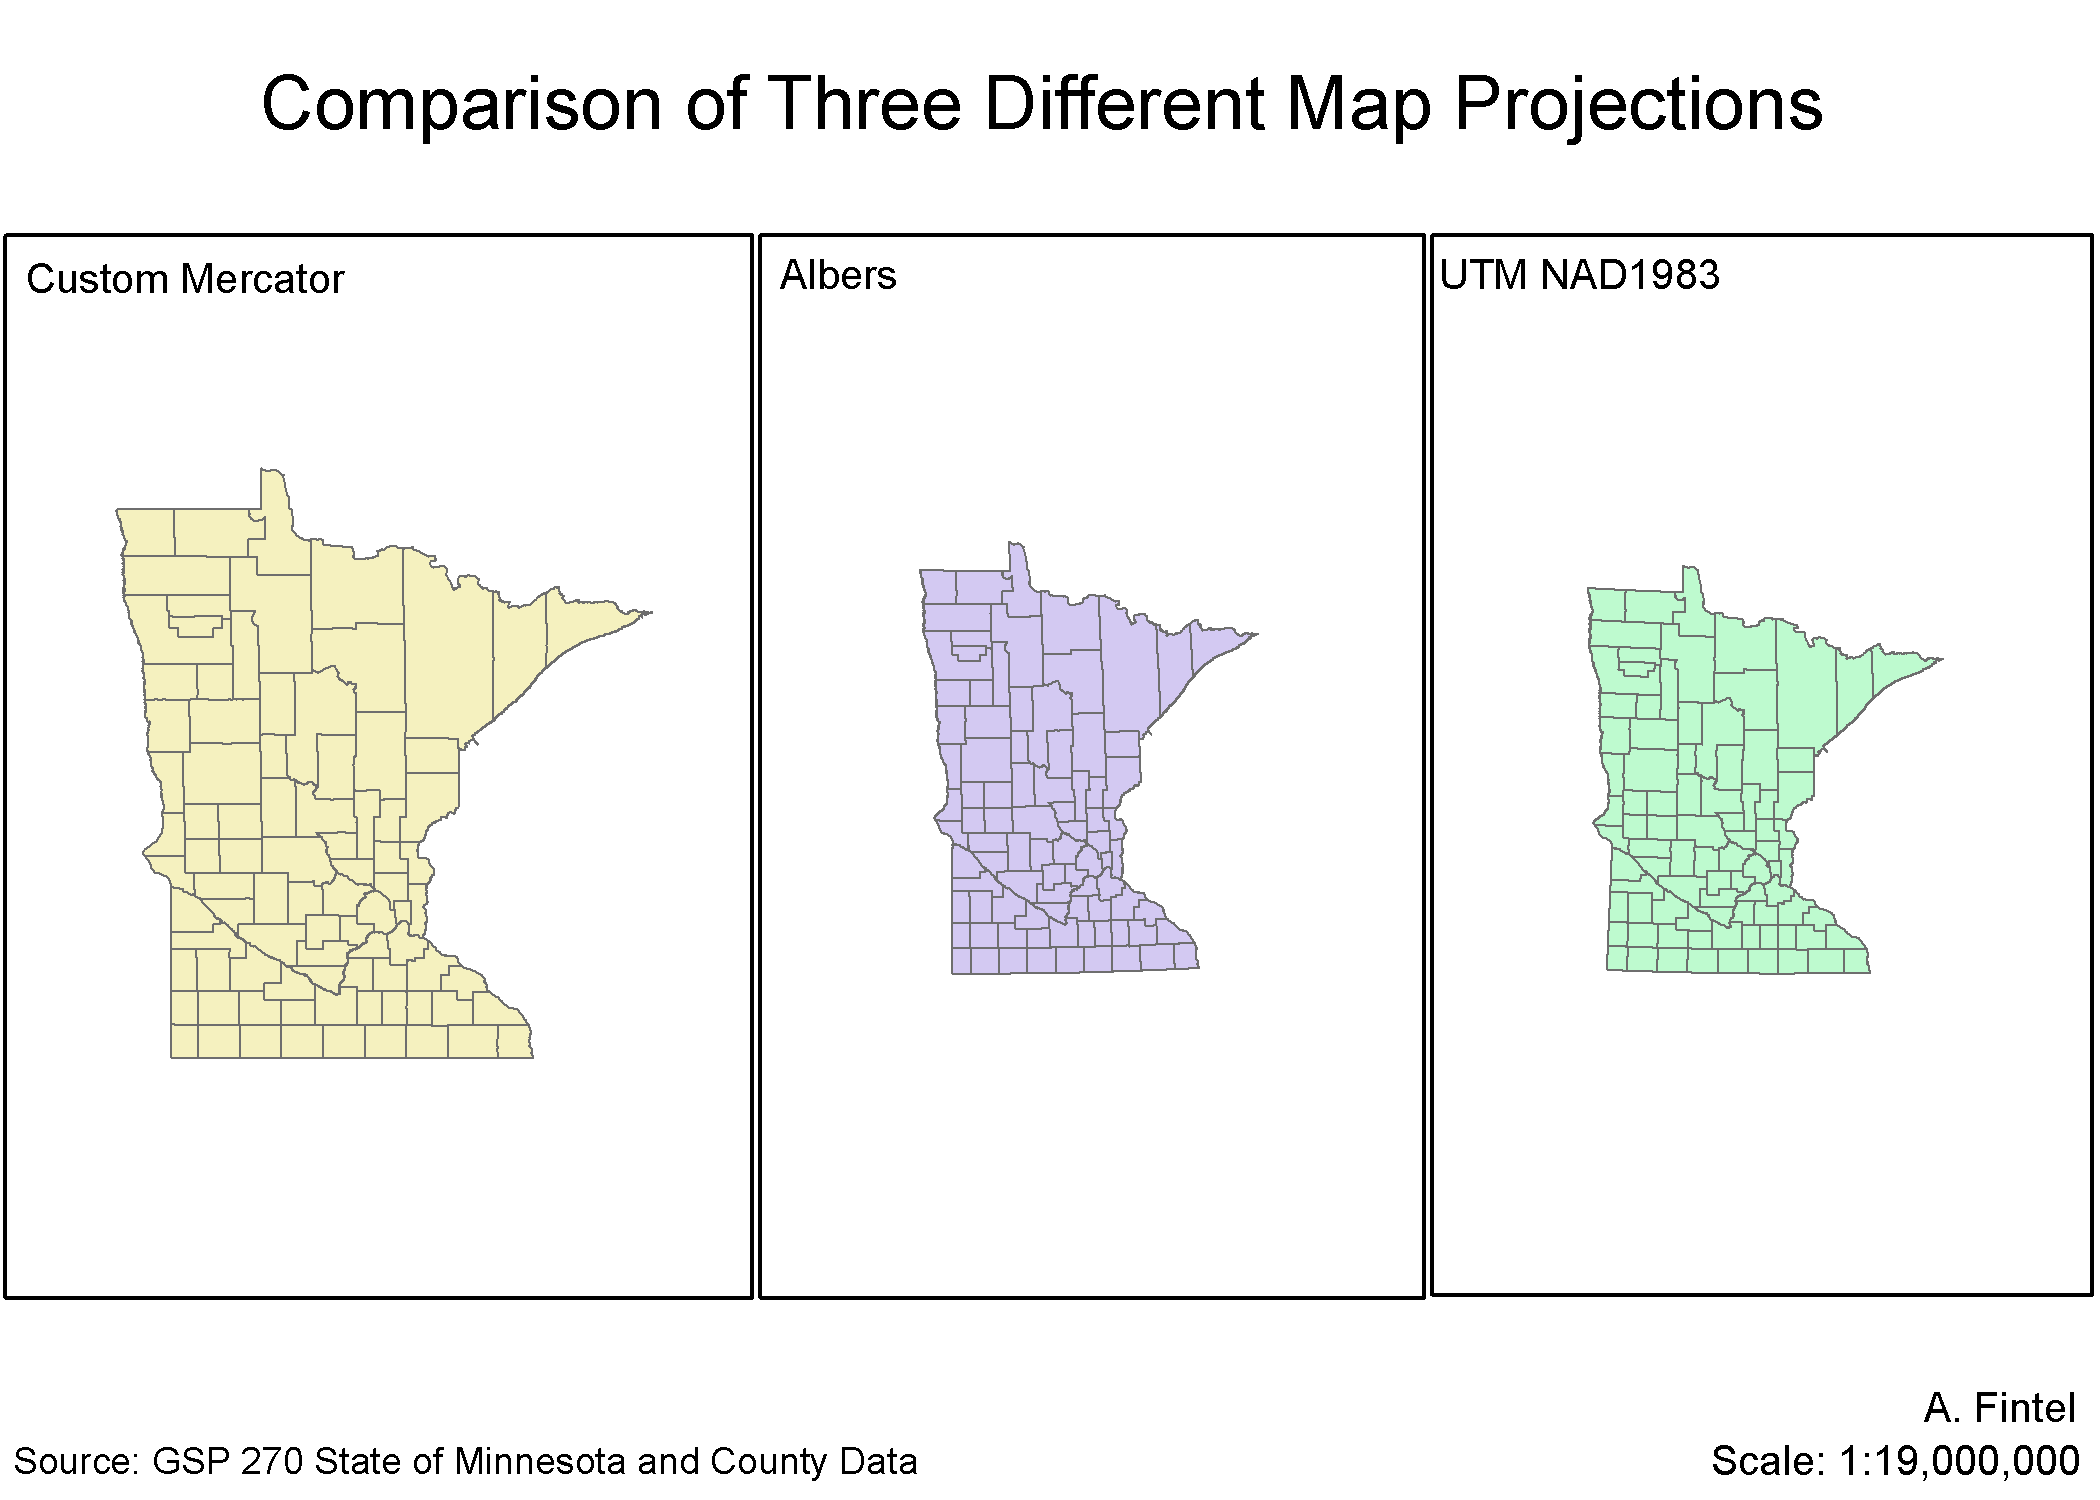 Comparison of Three Different Map Projections
Custom Mercator
Albers
UTM NAD1983
A. Fintel
Source: GSP 270 State of Minnesota and County Data
Scale: 1:19,000,000